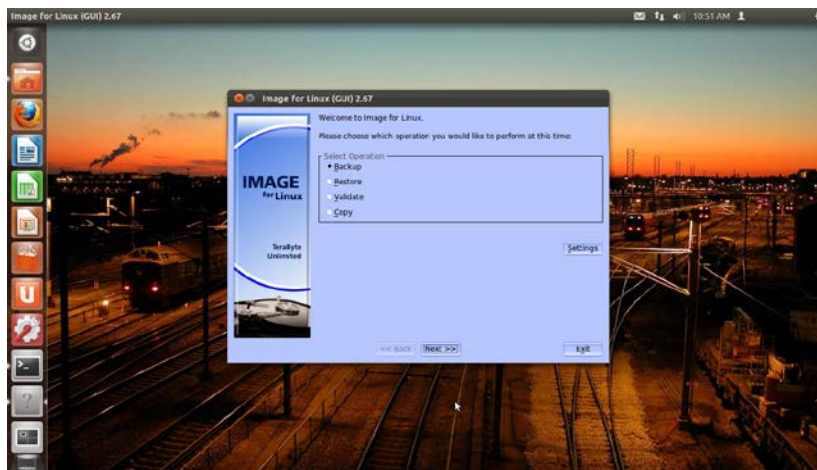 Image for Linux (GUI) 2.67
10:51 AM
Image for Linux (GUI) 2.67
Welcome to Image for Linux.
Please choose which operation you would like to perform at this time:
Select Operation
Backup
Restore
Validate
Copy
IMAGE
for Linux
TeraByte
Unlimited
Settings
<< Back
Next >>
Exit